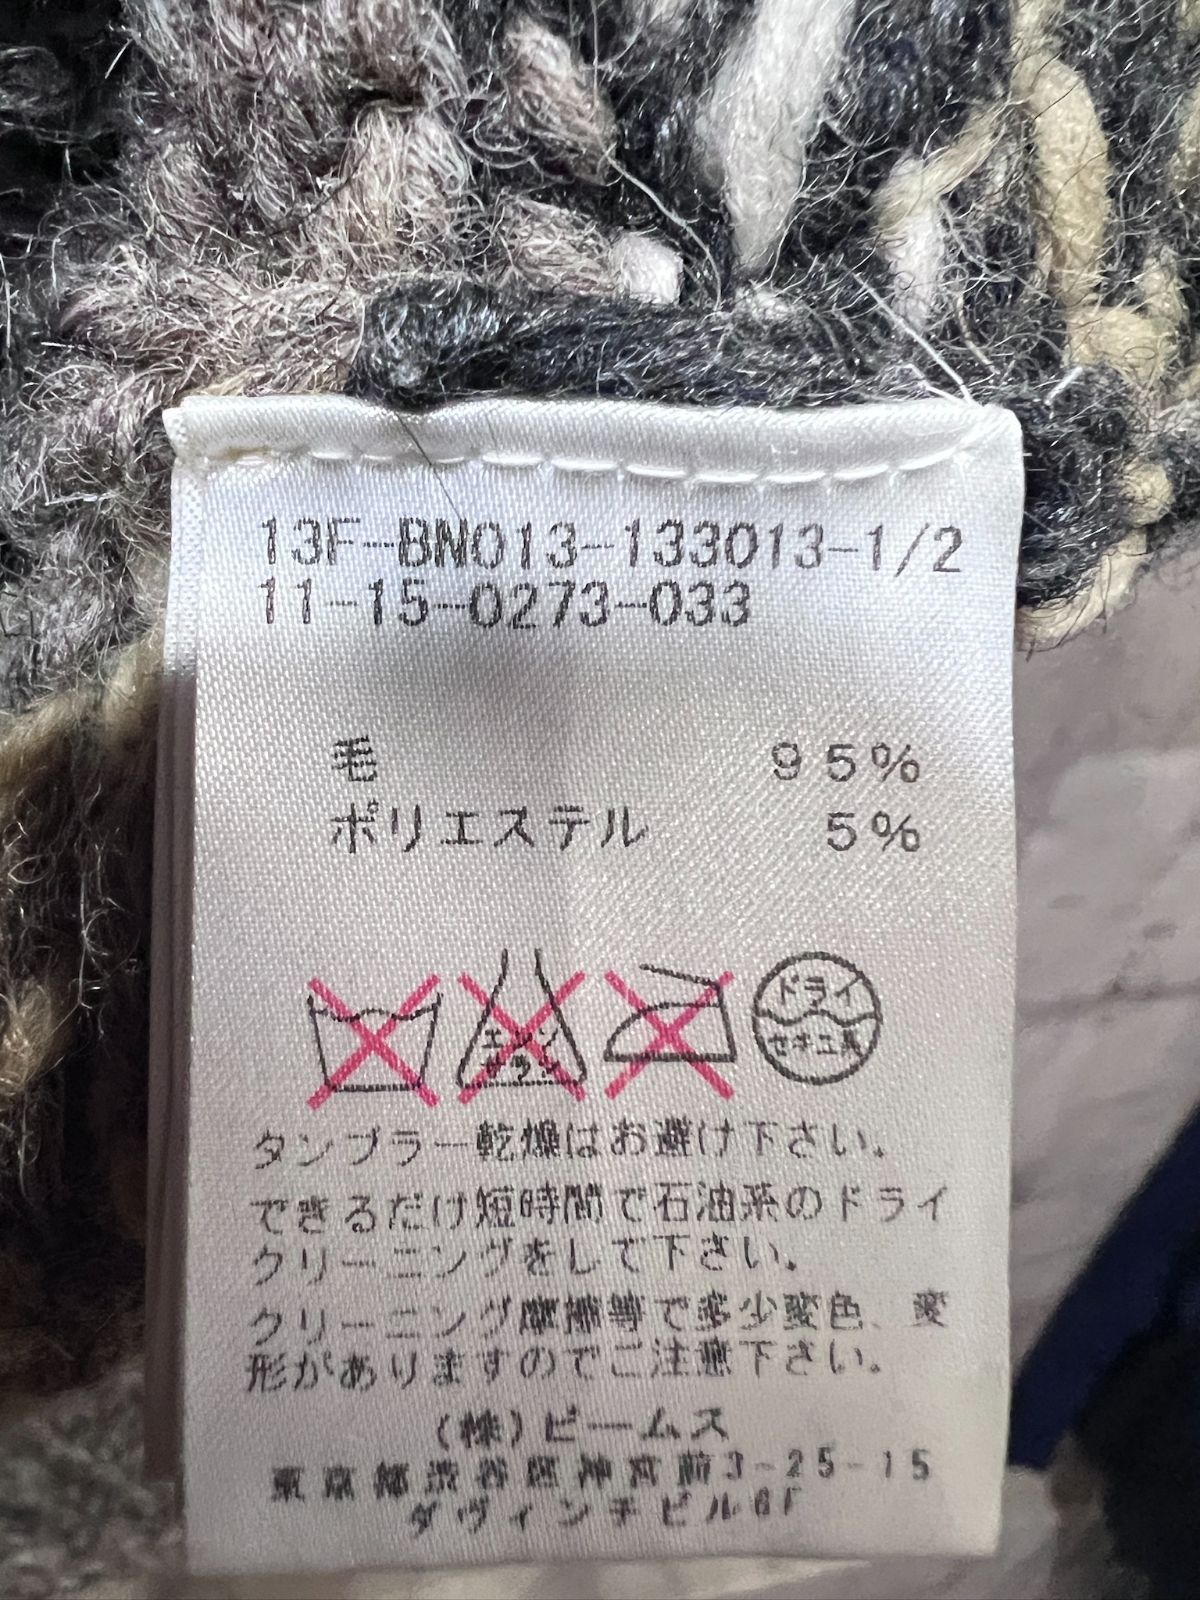 13F-BN013-133013-1/2
11-15-0273-033
毛 95%
ポリエステル 5%
エンソ
サラシ
ドライ
セキユ系
タンブラー乾燥はお避け下さい.
できるだけ短時間で石油系のドライ
クリーニングをして下さい.
クリーニング摩擦等で多少変色、変
形がありますのでご注意下さい.
(株)ビームス
東京都渋谷区神宮前3-25-15
ダヴィンチビル6F